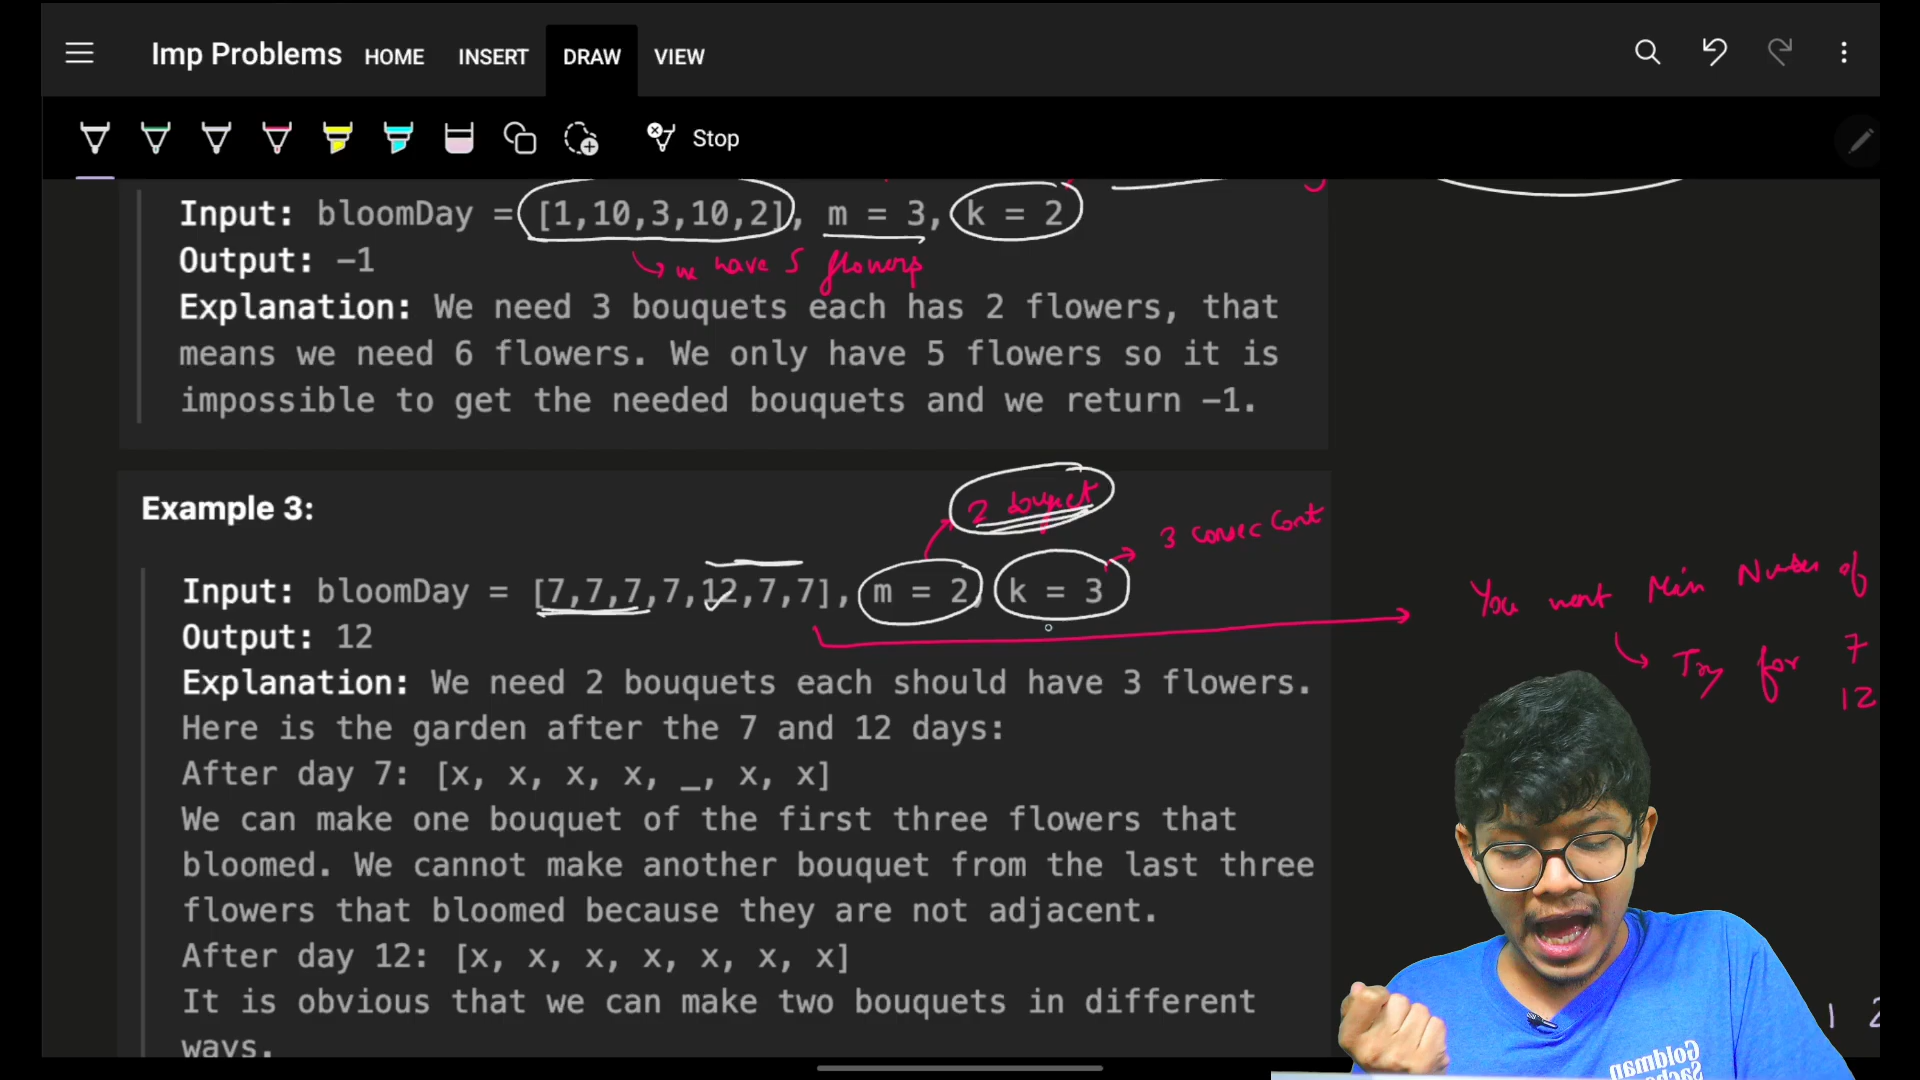 Imp Problems HOME INSERT DRAW VIEW
Stop
Input: bloomDay = [1,10,3,10,2], m = 3, k = 2
Output: -1
we have 5 flowers
Explanation: We need 3 bouquets each has 2 flowers, that
means we need 6 flowers. We only have 5 flowers so it is
impossible to get the needed bouquets and we return -1.
2 bouquet
Example 3:
3 consec Cont
Input: bloomDay = [7,7,7,7,12,7,7], m = 2, k = 3
You want Min Number of
Output: 12
Try for 7
12
Explanation: We need 2 bouquets each should have 3 flowers.
Here is the garden after the 7 and 12 days:
After day 7: [x, x, x, x, _, x, x]
We can make one bouquet of the first three flowers that
bloomed. We cannot make another bouquet from the last three
flowers that bloomed because they are not adjacent.
After day 12: [x, x, x, x, x, x, x]
It is obvious that we can make two bouquets in different
ways.
1 2
Goldman